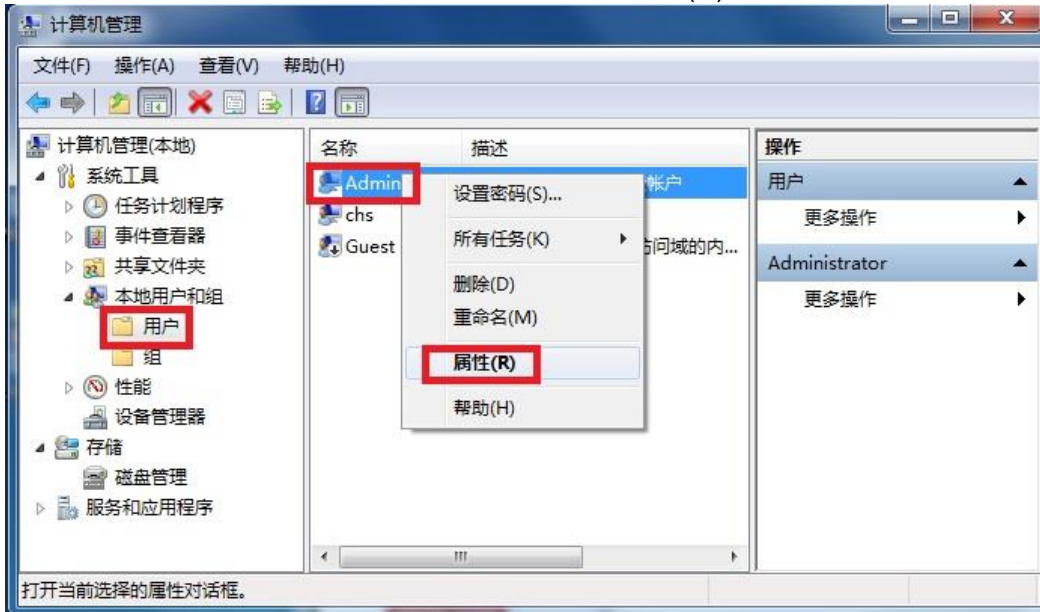 计算机管理
文件(F) 操作(A) 查看(V) 帮助(H)
计算机管理(本地)
系统工具
任务计划程序
事件查看器
共享文件夹
本地用户和组
用户
组
性能
设备管理器
存储
磁盘管理
服务和应用程序
名称 描述
Admin 帐户
chs
Guest 访问域的内...
设置密码(S)...
所有任务(K)
删除(D)
重命名(M)
属性(R)
帮助(H)
操作
用户
更多操作
Administrator
更多操作
打开当前选择的属性对话框。